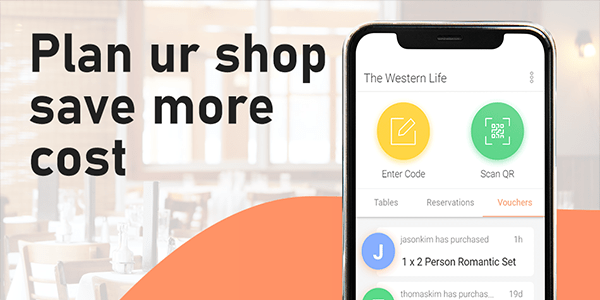 Plan ur shop
save more
cost
The Western Life
Enter Code
Scan QR
Tables
Reservations
Vouchers
jasonkim has purchased
1h
J
1 x 2 Person Romantic Set
thomaskim has purchas...
19d